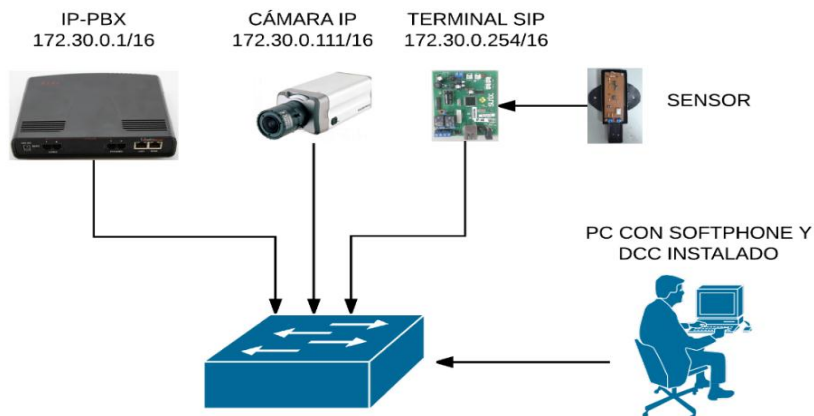 IP-PBX
172.30.0.1/16
CÁMARA IP
172.30.0.111/16
TERMINAL SIP
172.30.0.254/16
SENSOR
PC CON SOFTPHONE Y
DCC INSTALADO